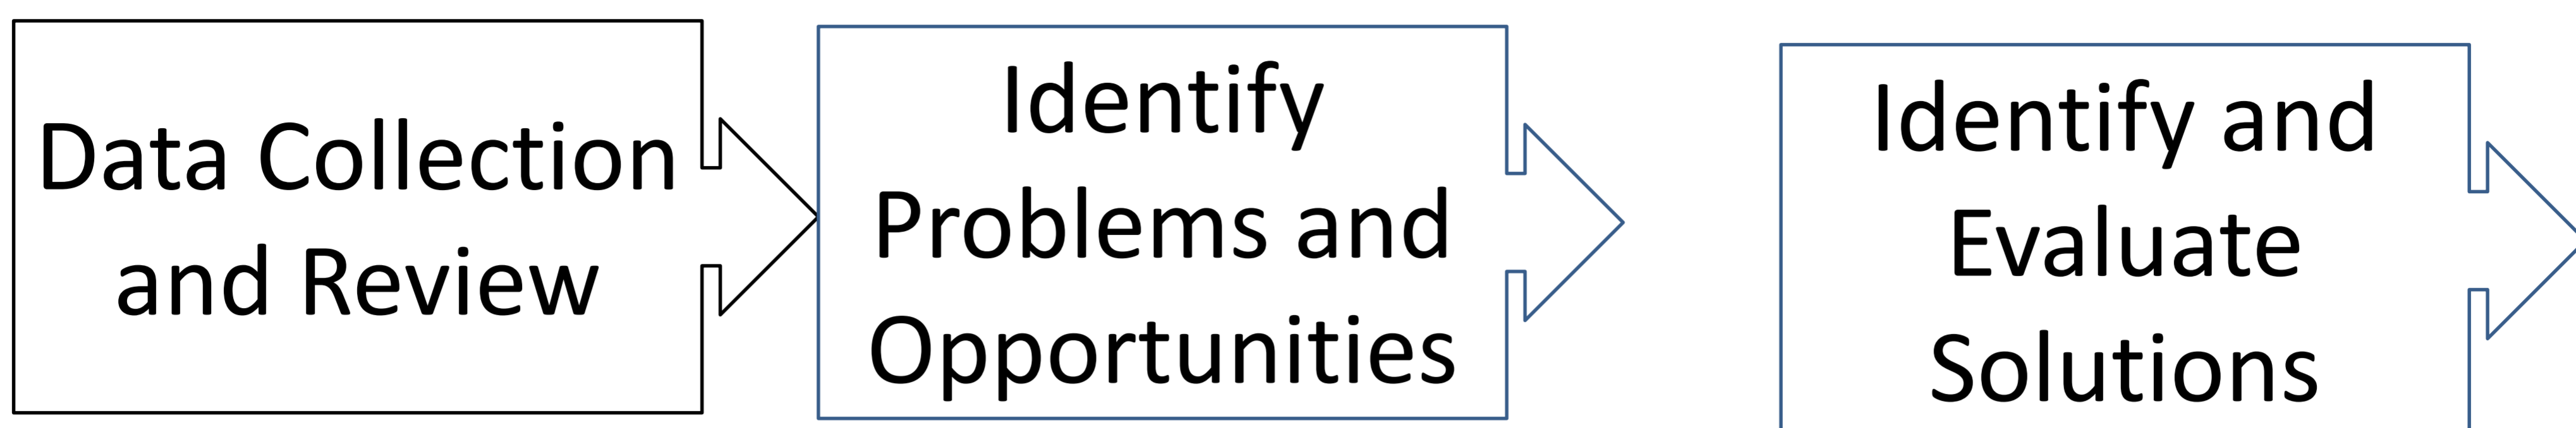 Data Collection
and Review
Identify
Problems and
Opportunities
Identify and
Evaluate
Solutions